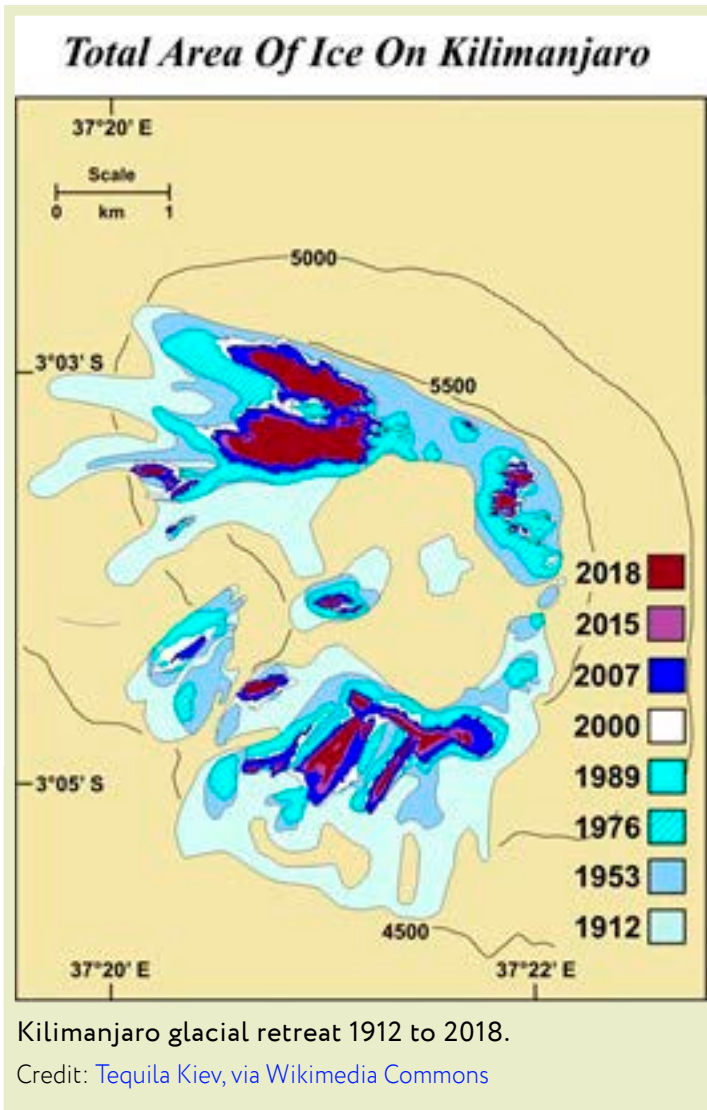 Total Area Of Ice On Kilimanjaro
37°20' E
Scale
0 km 1
5000
3°03' S
5500
2018
2015
2007
2000
1989
1976
1953
1912
3°05' S
4500
37°20' E
37°22' E
Kilimanjaro glacial retreat 1912 to 2018.
Credit: Tequila Kiev, via Wikimedia Commons